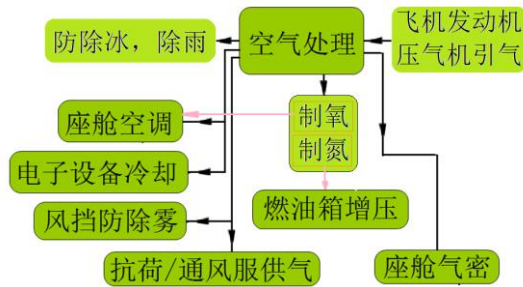 防除冰，除雨
空气处理
飞机发动机
压气机引气
座舱空调
制氧
制氮
电子设备冷却
风挡防除雾
燃油箱增压
抗荷/通风服供气
座舱气密